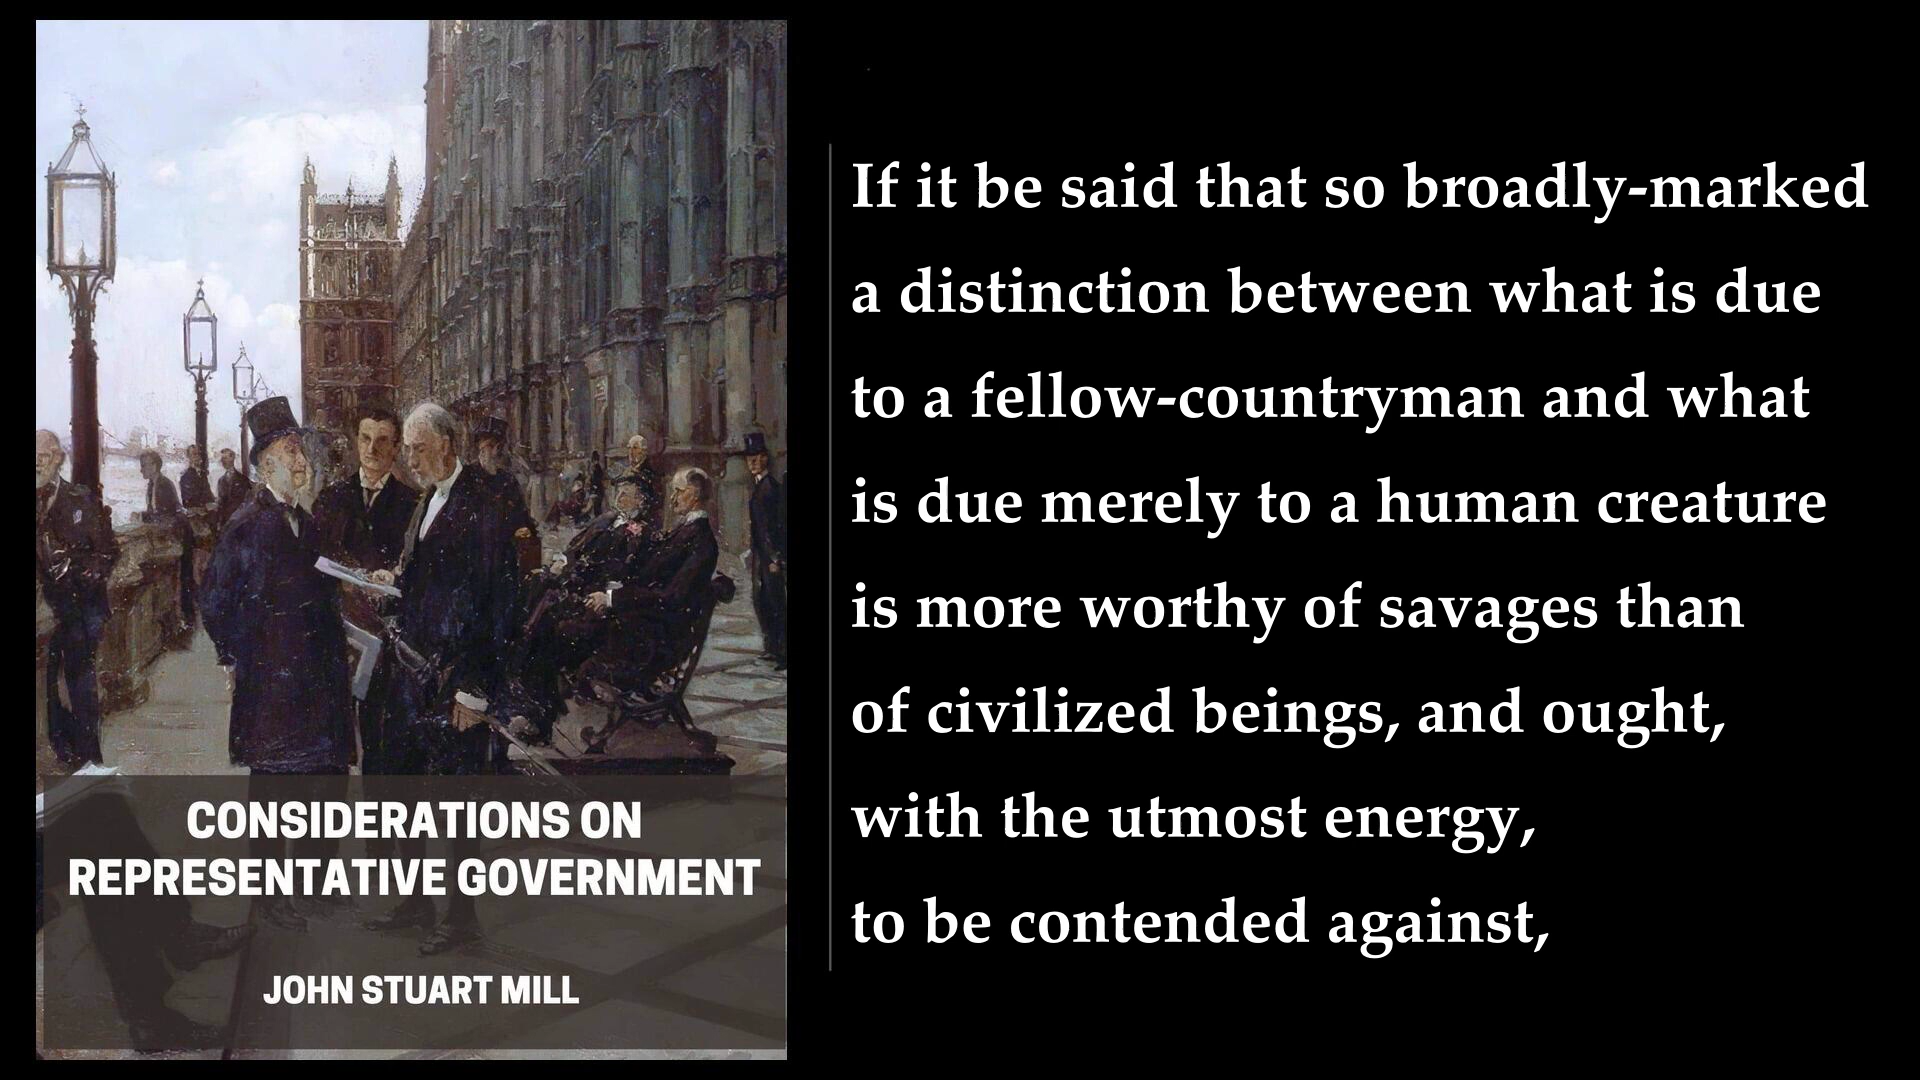 CONSIDERATIONS ON
REPRESENTATIVE GOVERNMENT
JOHN STUART MILL
If it be said that so broadly-marked
a distinction between what is due
to a fellow-countryman and what
is due merely to a human creature
is more worthy of savages than
of civilized beings, and ought,
with the utmost energy,
to be contended against,